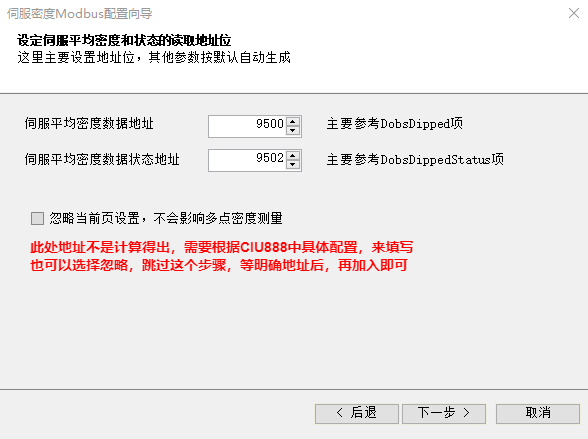 伺服密度Modbus配置向导
设定伺服平均密度和状态的读取地址位
这里主要设置地址位，其他参数按默认自动生成
伺服平均密度数据地址 9500 主要参考DobsDipped项
伺服平均密度数据状态地址 9502 主要参考DobsDippedStatus项
忽略当前页设置，不会影响多点密度测量
此处地址不是计算得出，需要根据CIU888中具体配置，来填写
也可以选择忽略，跳过这个步骤，等明确地址后，再加入即可
< 后退 下一步 > 取消